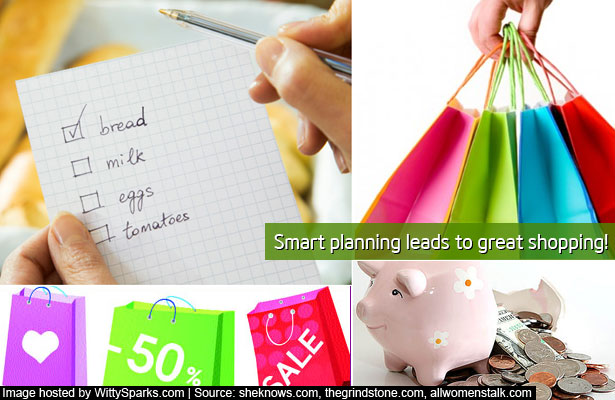 bread
milk
eggs
tomatoes
Smart planning leads to great shopping!
- 50%
SALE
Image hosted by WittySparks.com | Source: sheknows.com, thegrindstone.com, allwomenstalk.com